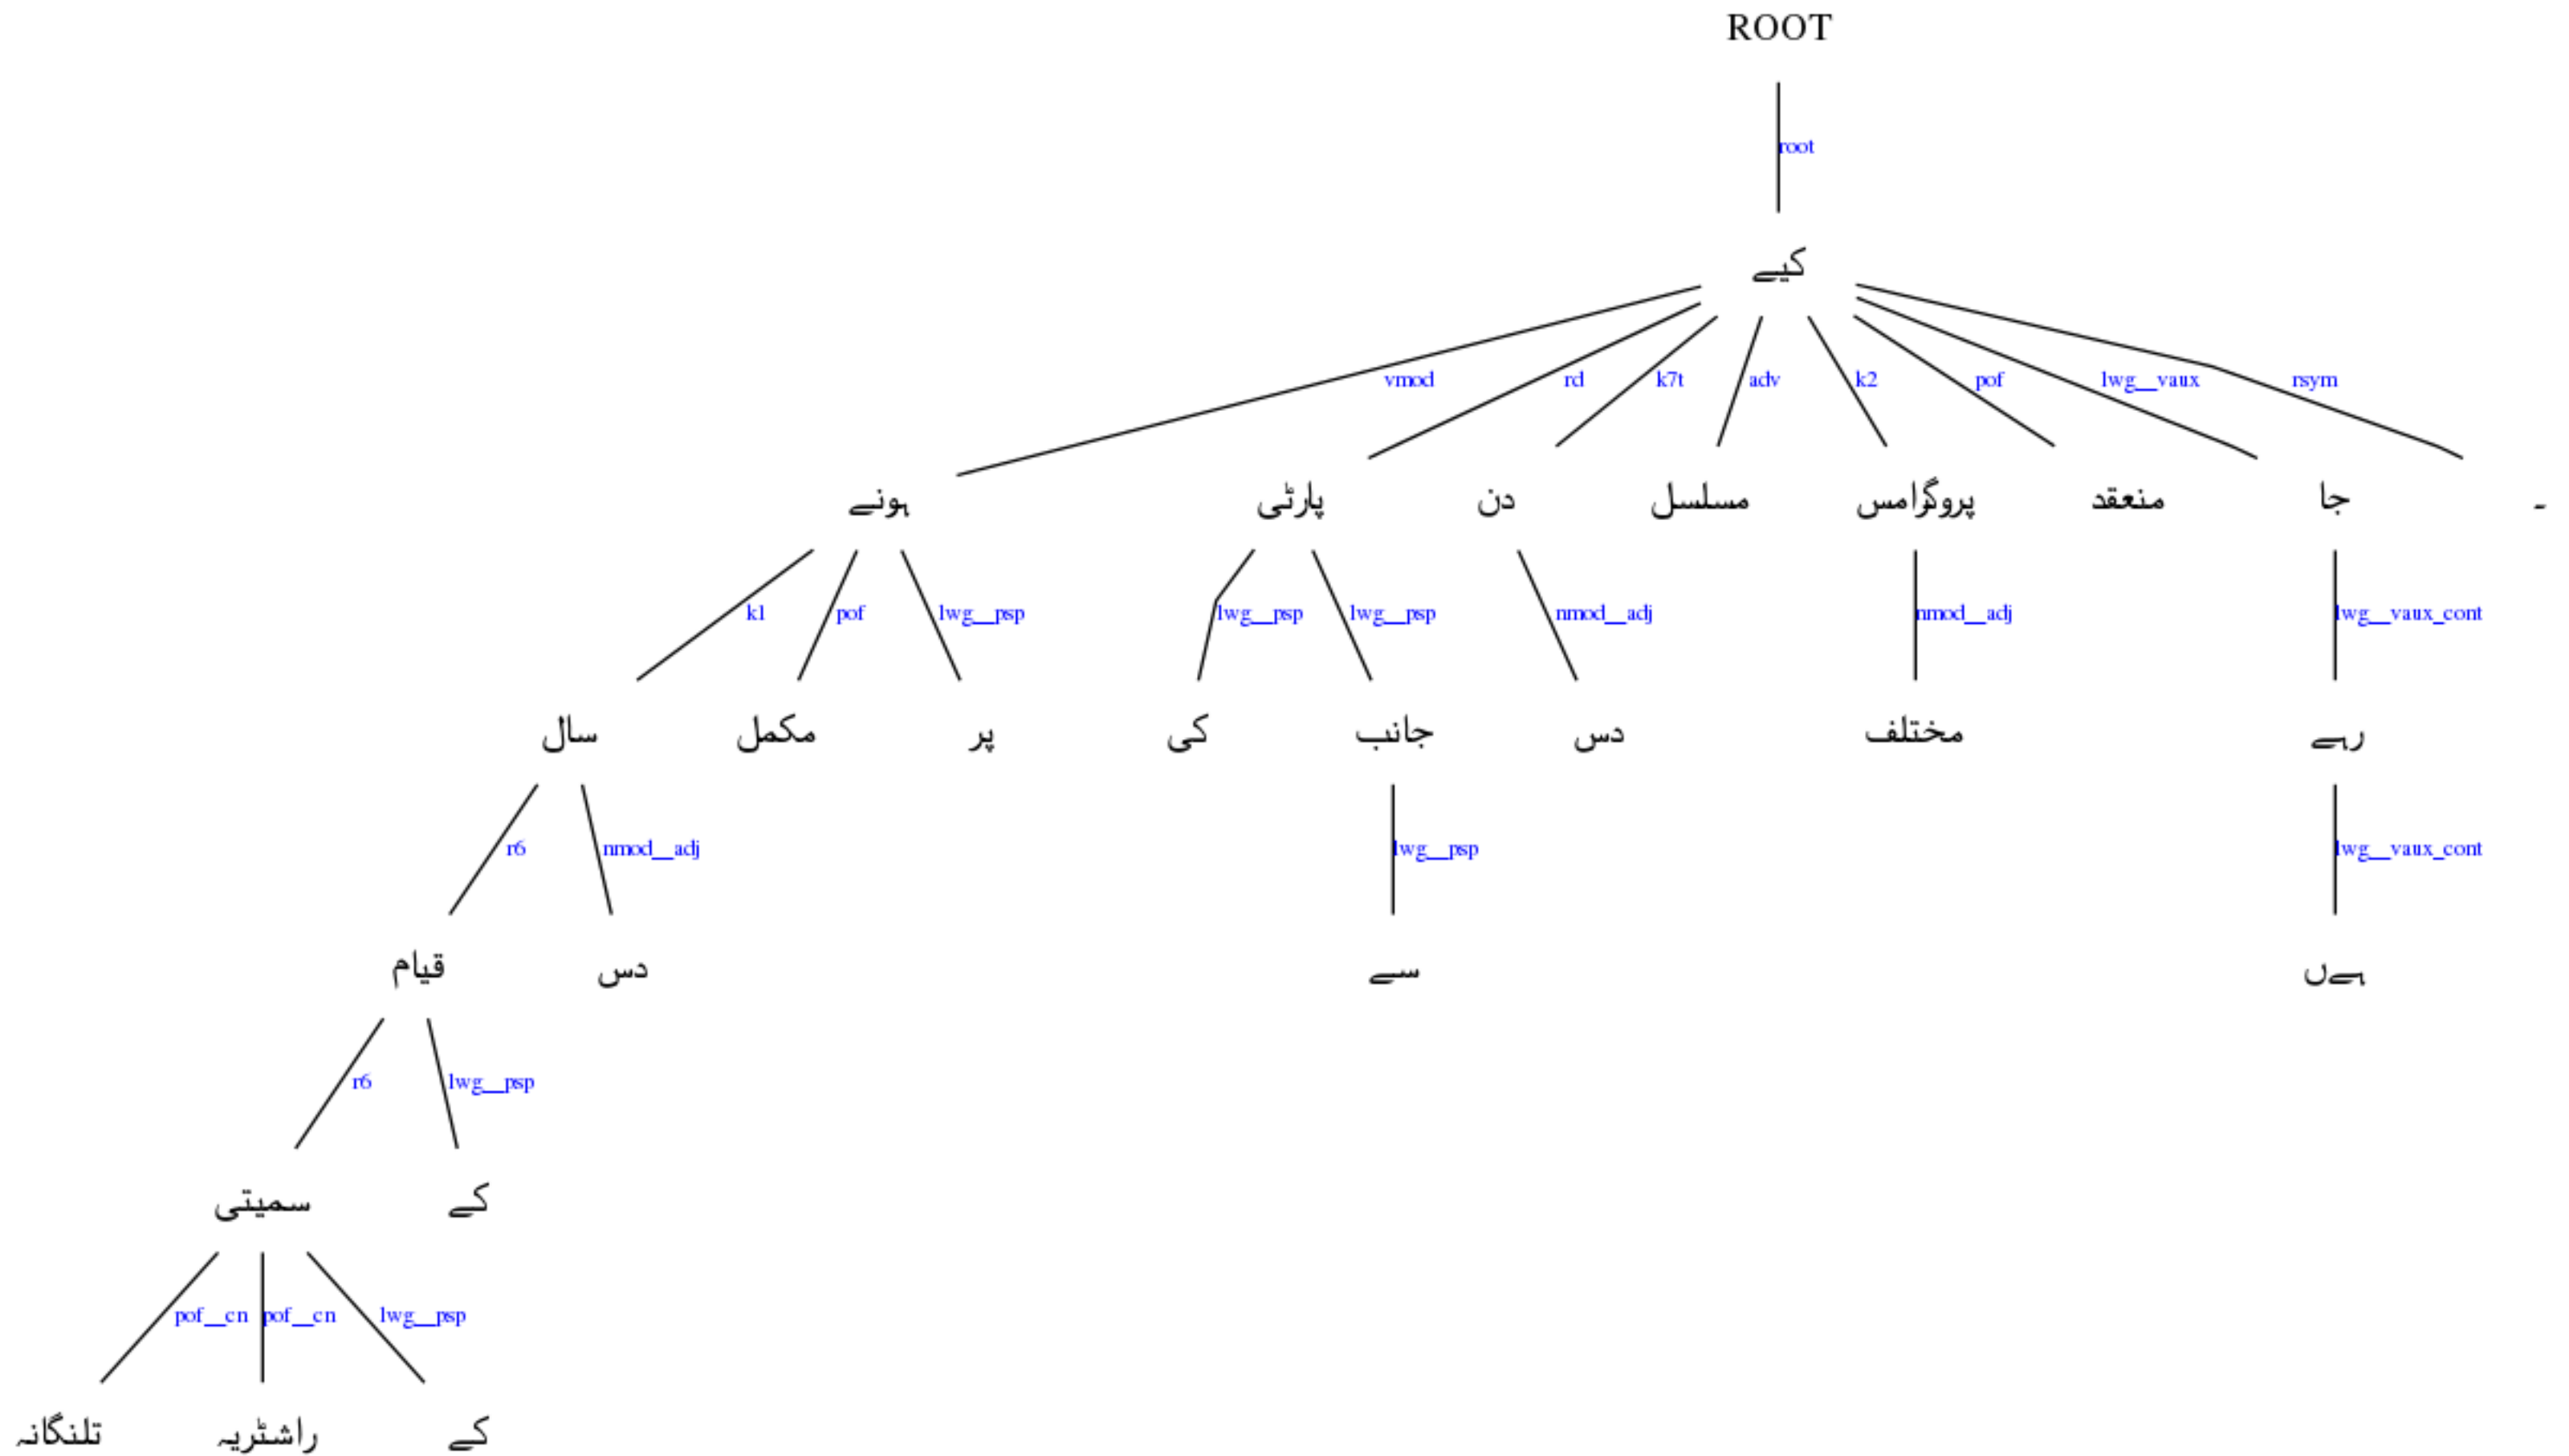 ROOT
root
کیے
vmod rd k7t adv k2 pof lwg__vaux rsym
ہونے پارٹی دن مسلسل پروگرامس منعقد جا ۔
k1 pof lwg__psp lwg__psp lwg__psp nmod__adj nmod__adj lwg__vaux_cont
سال مکمل پر کی جانب دس مختلف رہے
r6 nmod__adj lwg__psp lwg__vaux_cont
قیام دس سے ہےں
r6 lwg__psp
سمیتی کے
pof__cn pof__cn lwg__psp
تلنگانہ راشٹریہ کے